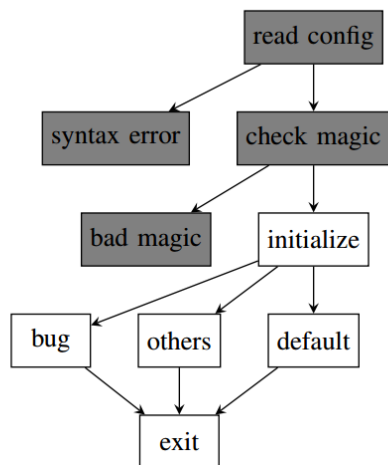 read config
syntax error
check magic
bad magic
initialize
bug
others
default
exit